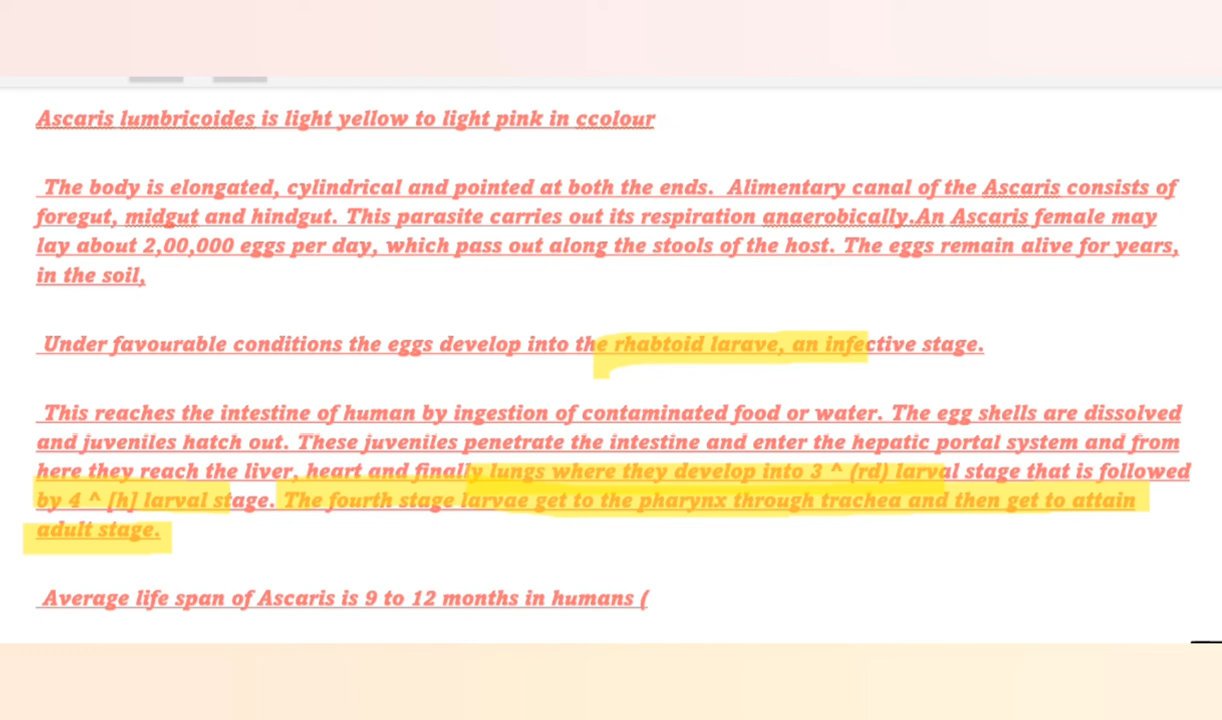 Ascaris lumbricoides is light yellow to light pink in ccolour
The body is elongated, cylindrical and pointed at both the ends. Alimentary canal of the Ascaris consists of
foregut, midgut and hindgut. This parasite carries out its respiration anaerobically.An Ascaris female may
lay about 2,00,000 eggs per day, which pass out along the stools of the host. The eggs remain alive for years,
in the soil,
Under favourable conditions the eggs develop into the rhabtoid larave, an infective stage.
This reaches the intestine of human by ingestion of contaminated food or water. The egg shells are dissolved
and juveniles hatch out. These juveniles penetrate the intestine and enter the hepatic portal system and from
here they reach the liver, heart and finally lungs where they develop into 3 ^ (rd) larval stage that is followed
by 4 ^ [h] larval stage. The fourth stage larvae get to the pharynx through trachea and then get to attain
adult stage.
Average life span of Ascaris is 9 to 12 months in humans (